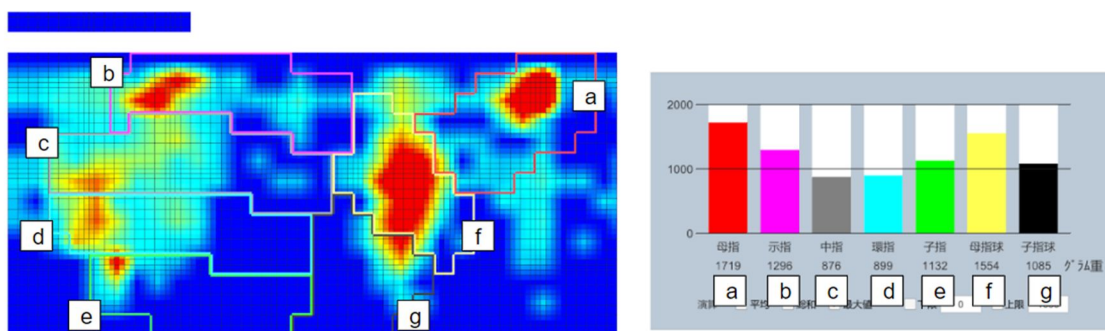 b
a
c
d
f
e
g
2000
1000
0
母指 示指 中指 環指 子指 母指球 子指球
1719 1296 876 899 1132 1554 1085 グラム重
a b c d e f g
演算 平均 総和 最大値 下限 0 上限